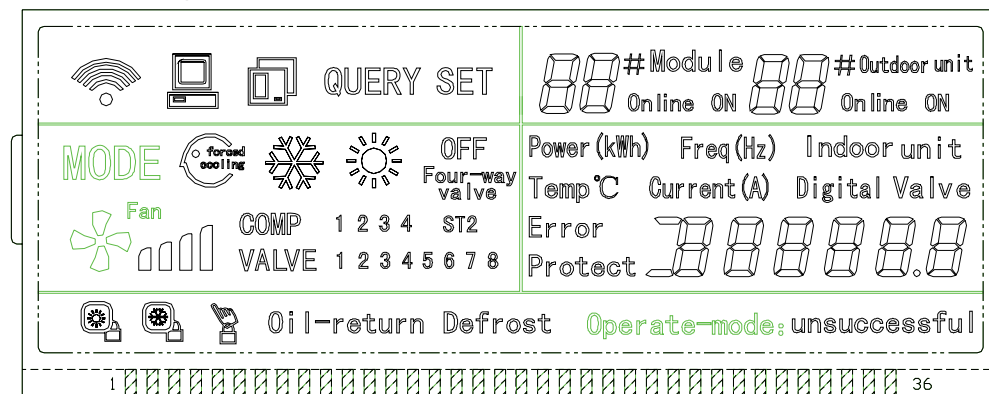 QUERY SET
88 #Module 88 #Outdoor unit
Online ON Online ON
MODE forced cooling OFF
Four-way valve
Fan
COMP 1 2 3 4 ST2
VALVE 1 2 3 4 5 6 7 8
Power(kWh) Freq(Hz) Indoor unit
Temp℃ Current(A) Digital Valve
Error
Protect 388888.8
Oil-return Defrost Operate-mode: unsuccessful
1 36